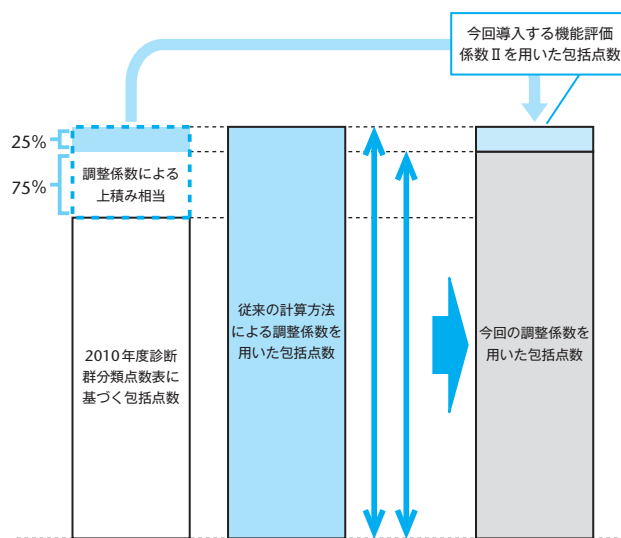 今回導入する機能評価
係数Ⅱを用いた包括点数
25%
75%
調整係数による
上積み相当
2010年度診断
群分類点数表に
基づく包括点数
従来の計算方法
による調整係数を
用いた包括点数
今回の調整係数を
用いた包括点数